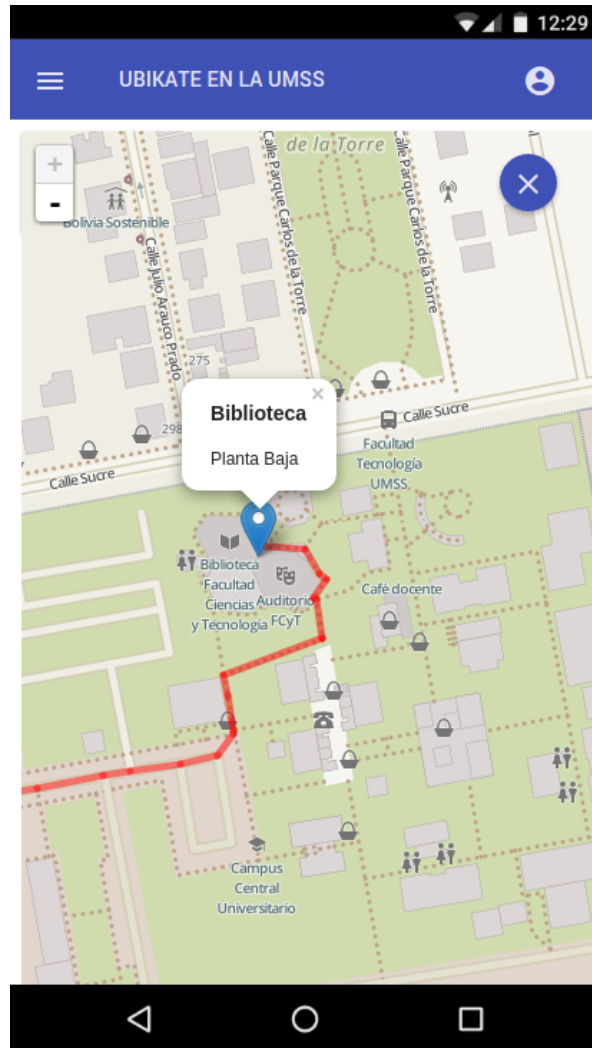 12:29
UBIKATE EN LA UMSS
+
-
de la Torre
Calle Parque Carlos de la Torre
Calle Parque Carlos de la Torre
Bolivia Sostenible
Calle Julio Arauco Prado
275
298
Biblioteca
×
Planta Baja
Calle Sucre
Calle Sucre
Facultad
Tecnología
UMSS
Biblioteca
Facultad
Ciencias
y Tecnología
Auditorio
FCyT
Café docente
Campus
Central
Universitario